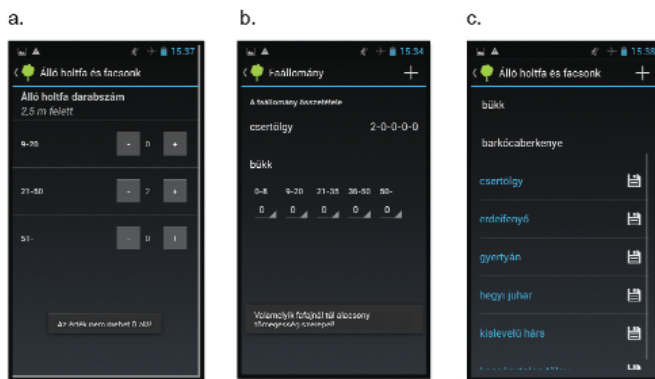 a.
15.37
Álló holtfa és facsonk
Álló holtfa darabszám
2,5 m felett
9-20 - 0 +
21-50 - 2 +
51- - 0 +
Az érték nem mehet 0 alá!
b.
15.34
Faállomány +
A faállomány összetétele
csertölgy 2-0-0-0-0
bükk
0-8 9-20 21-35 36-50 50-
0 0 0 0 0
Valamelyik fafajnál túl alacsony
tömegesség szerepel!
c.
15.38
Álló holtfa és facsonk +
bükk
barkócaberkenye
csertölgy
erdeifenyő
gyertyán
hegyi juhar
kislevelű hárs